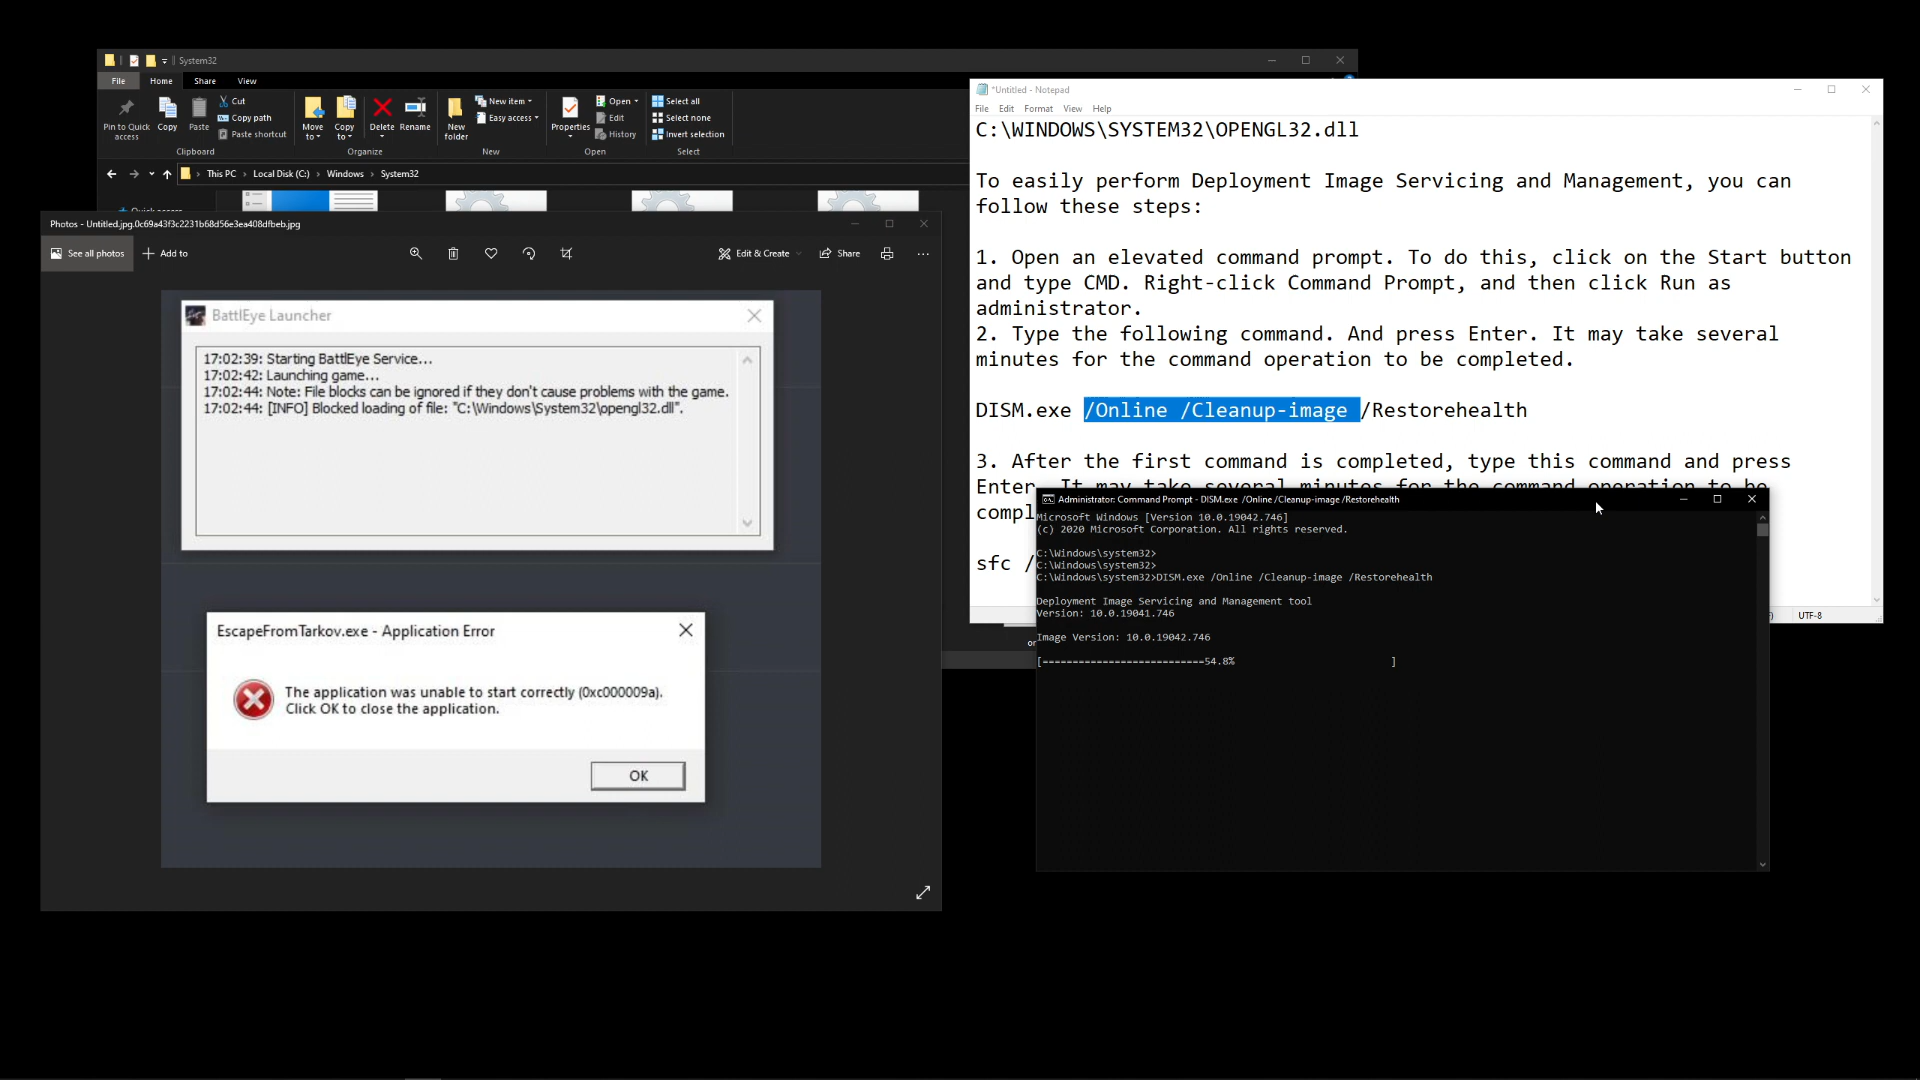 System32
File Home Share View
Pin to Quick access
Copy
Paste
Cut
Copy path
Paste shortcut
Clipboard
Move to
Copy to
Delete
Rename
Organize
New folder
New item
Easy access
New
Properties
Open
Edit
History
Open
Select all
Select none
Invert selection
Select
This PC > Local Disk (C:) > Windows > System32
Photos - Untitled.jpg.0c69a43f3c2231b68d56e3ea408dfbeb.jpg
See all photos
Add to
Edit & Create
Share
BattlEye Launcher
17:02:39: Starting BattlEye Service...
17:02:42: Launching game...
17:02:44: Note: File blocks can be ignored if they don't cause problems with the game.
17:02:44: [INFO] Blocked loading of file: "C:\Windows\System32\opengl32.dll".
EscapeFromTarkov.exe - Application Error
The application was unable to start correctly (0xc000009a).
Click OK to close the application.
OK
*Untitled - Notepad
File Edit Format View Help
C:\WINDOWS\SYSTEM32\OPENGL32.dll
To easily perform Deployment Image Servicing and Management, you can
follow these steps:
1. Open an elevated command prompt. To do this, click on the Start button
and type CMD. Right-click Command Prompt, and then click Run as
administrator.
2. Type the following command. And press Enter. It may take several
minutes for the command operation to be completed.
DISM.exe /Online /Cleanup-image /Restorehealth
3. After the first command is completed, type this command and press
Enter. It may take several minutes for the command operation to be
compl
sfc /
UTF-8
Administrator: Command Prompt - DISM.exe /Online /Cleanup-image /Restorehealth
Microsoft Windows [Version 10.0.19042.746]
(c) 2020 Microsoft Corporation. All rights reserved.
C:\Windows\system32>
C:\Windows\system32>
C:\Windows\system32>DISM.exe /Online /Cleanup-image /Restorehealth
Deployment Image Servicing and Management tool
Version: 10.0.19041.746
Image Version: 10.0.19042.746
[===========================54.8%                          ]